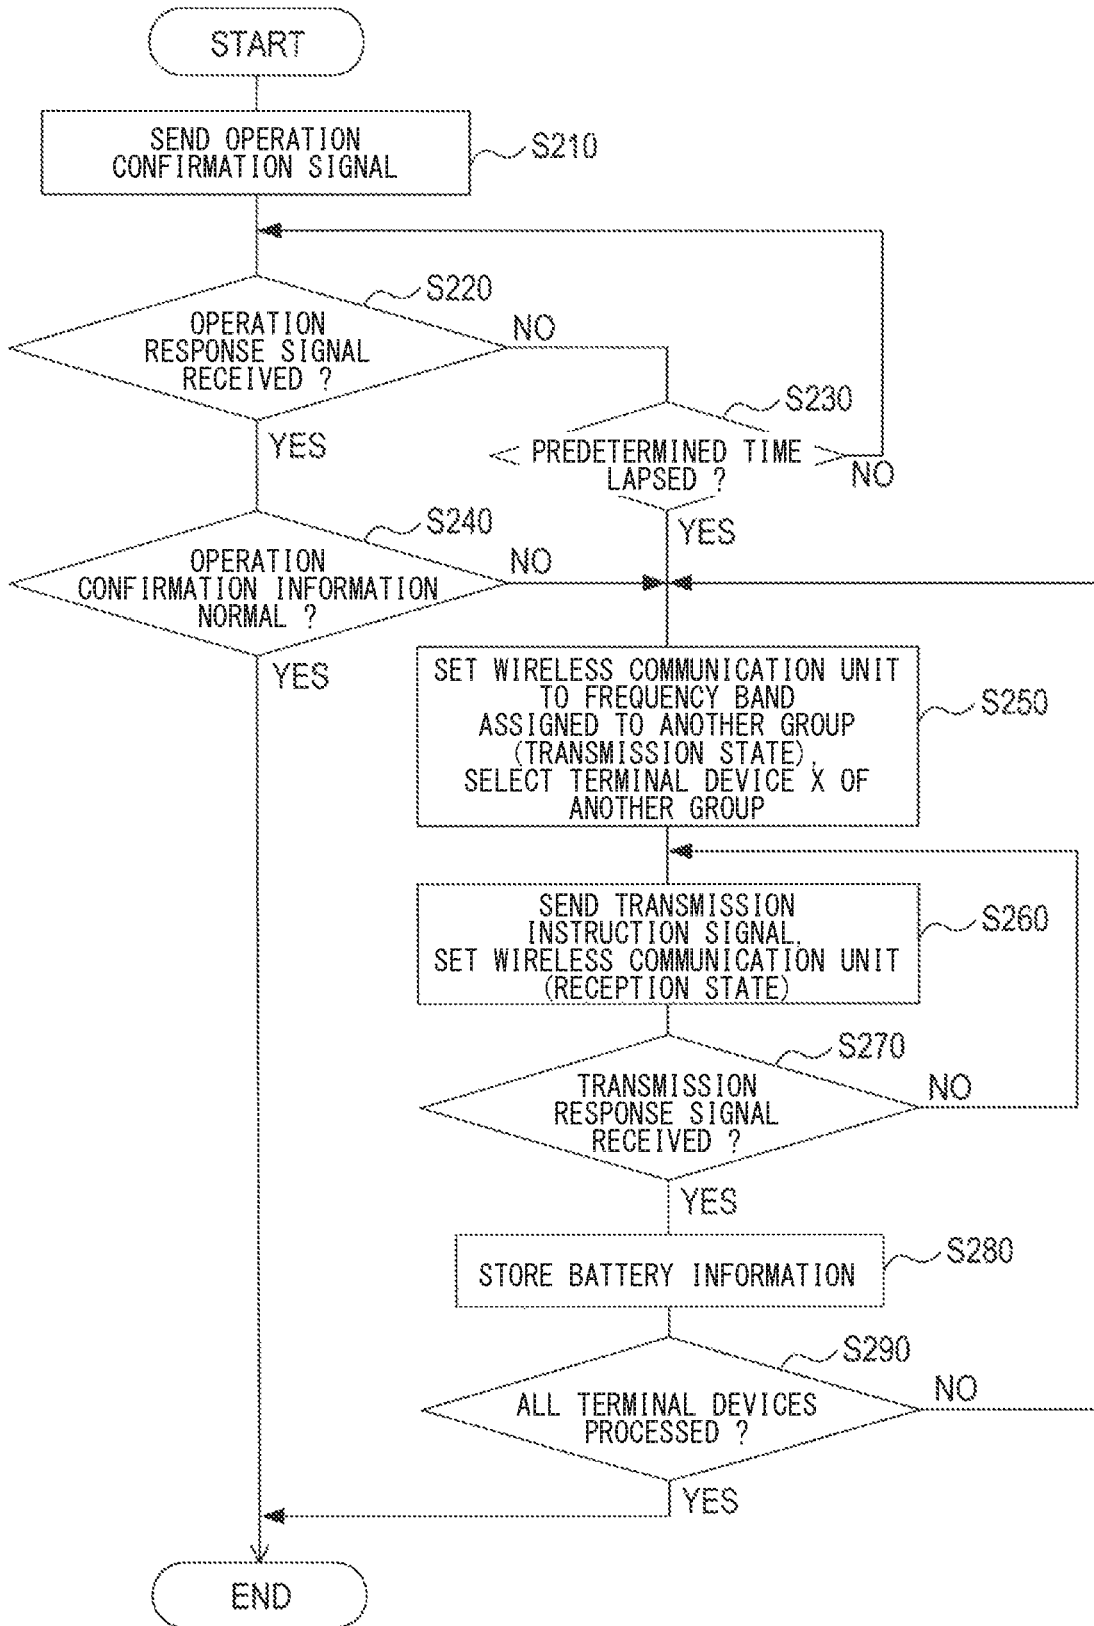 START
SEND OPERATION
CONFIRMATION SIGNAL
S210
S220
OPERATION
RESPONSE SIGNAL
RECEIVED ?
NO
YES
S230
PREDETERMINED TIME
LAPSED ?
NO
YES
S240
OPERATION
CONFIRMATION INFORMATION
NORMAL ?
NO
YES
SET WIRELESS COMMUNICATION UNIT
TO FREQUENCY BAND
ASSIGNED TO ANOTHER GROUP
(TRANSMISSION STATE),
SELECT TERMINAL DEVICE X OF
ANOTHER GROUP
S250
SEND TRANSMISSION
INSTRUCTION SIGNAL,
SET WIRELESS COMMUNICATION UNIT
(RECEPTION STATE)
S260
S270
TRANSMISSION
RESPONSE SIGNAL
RECEIVED ?
NO
YES
STORE BATTERY INFORMATION
S280
S290
ALL TERMINAL DEVICES
PROCESSED ?
NO
YES
END